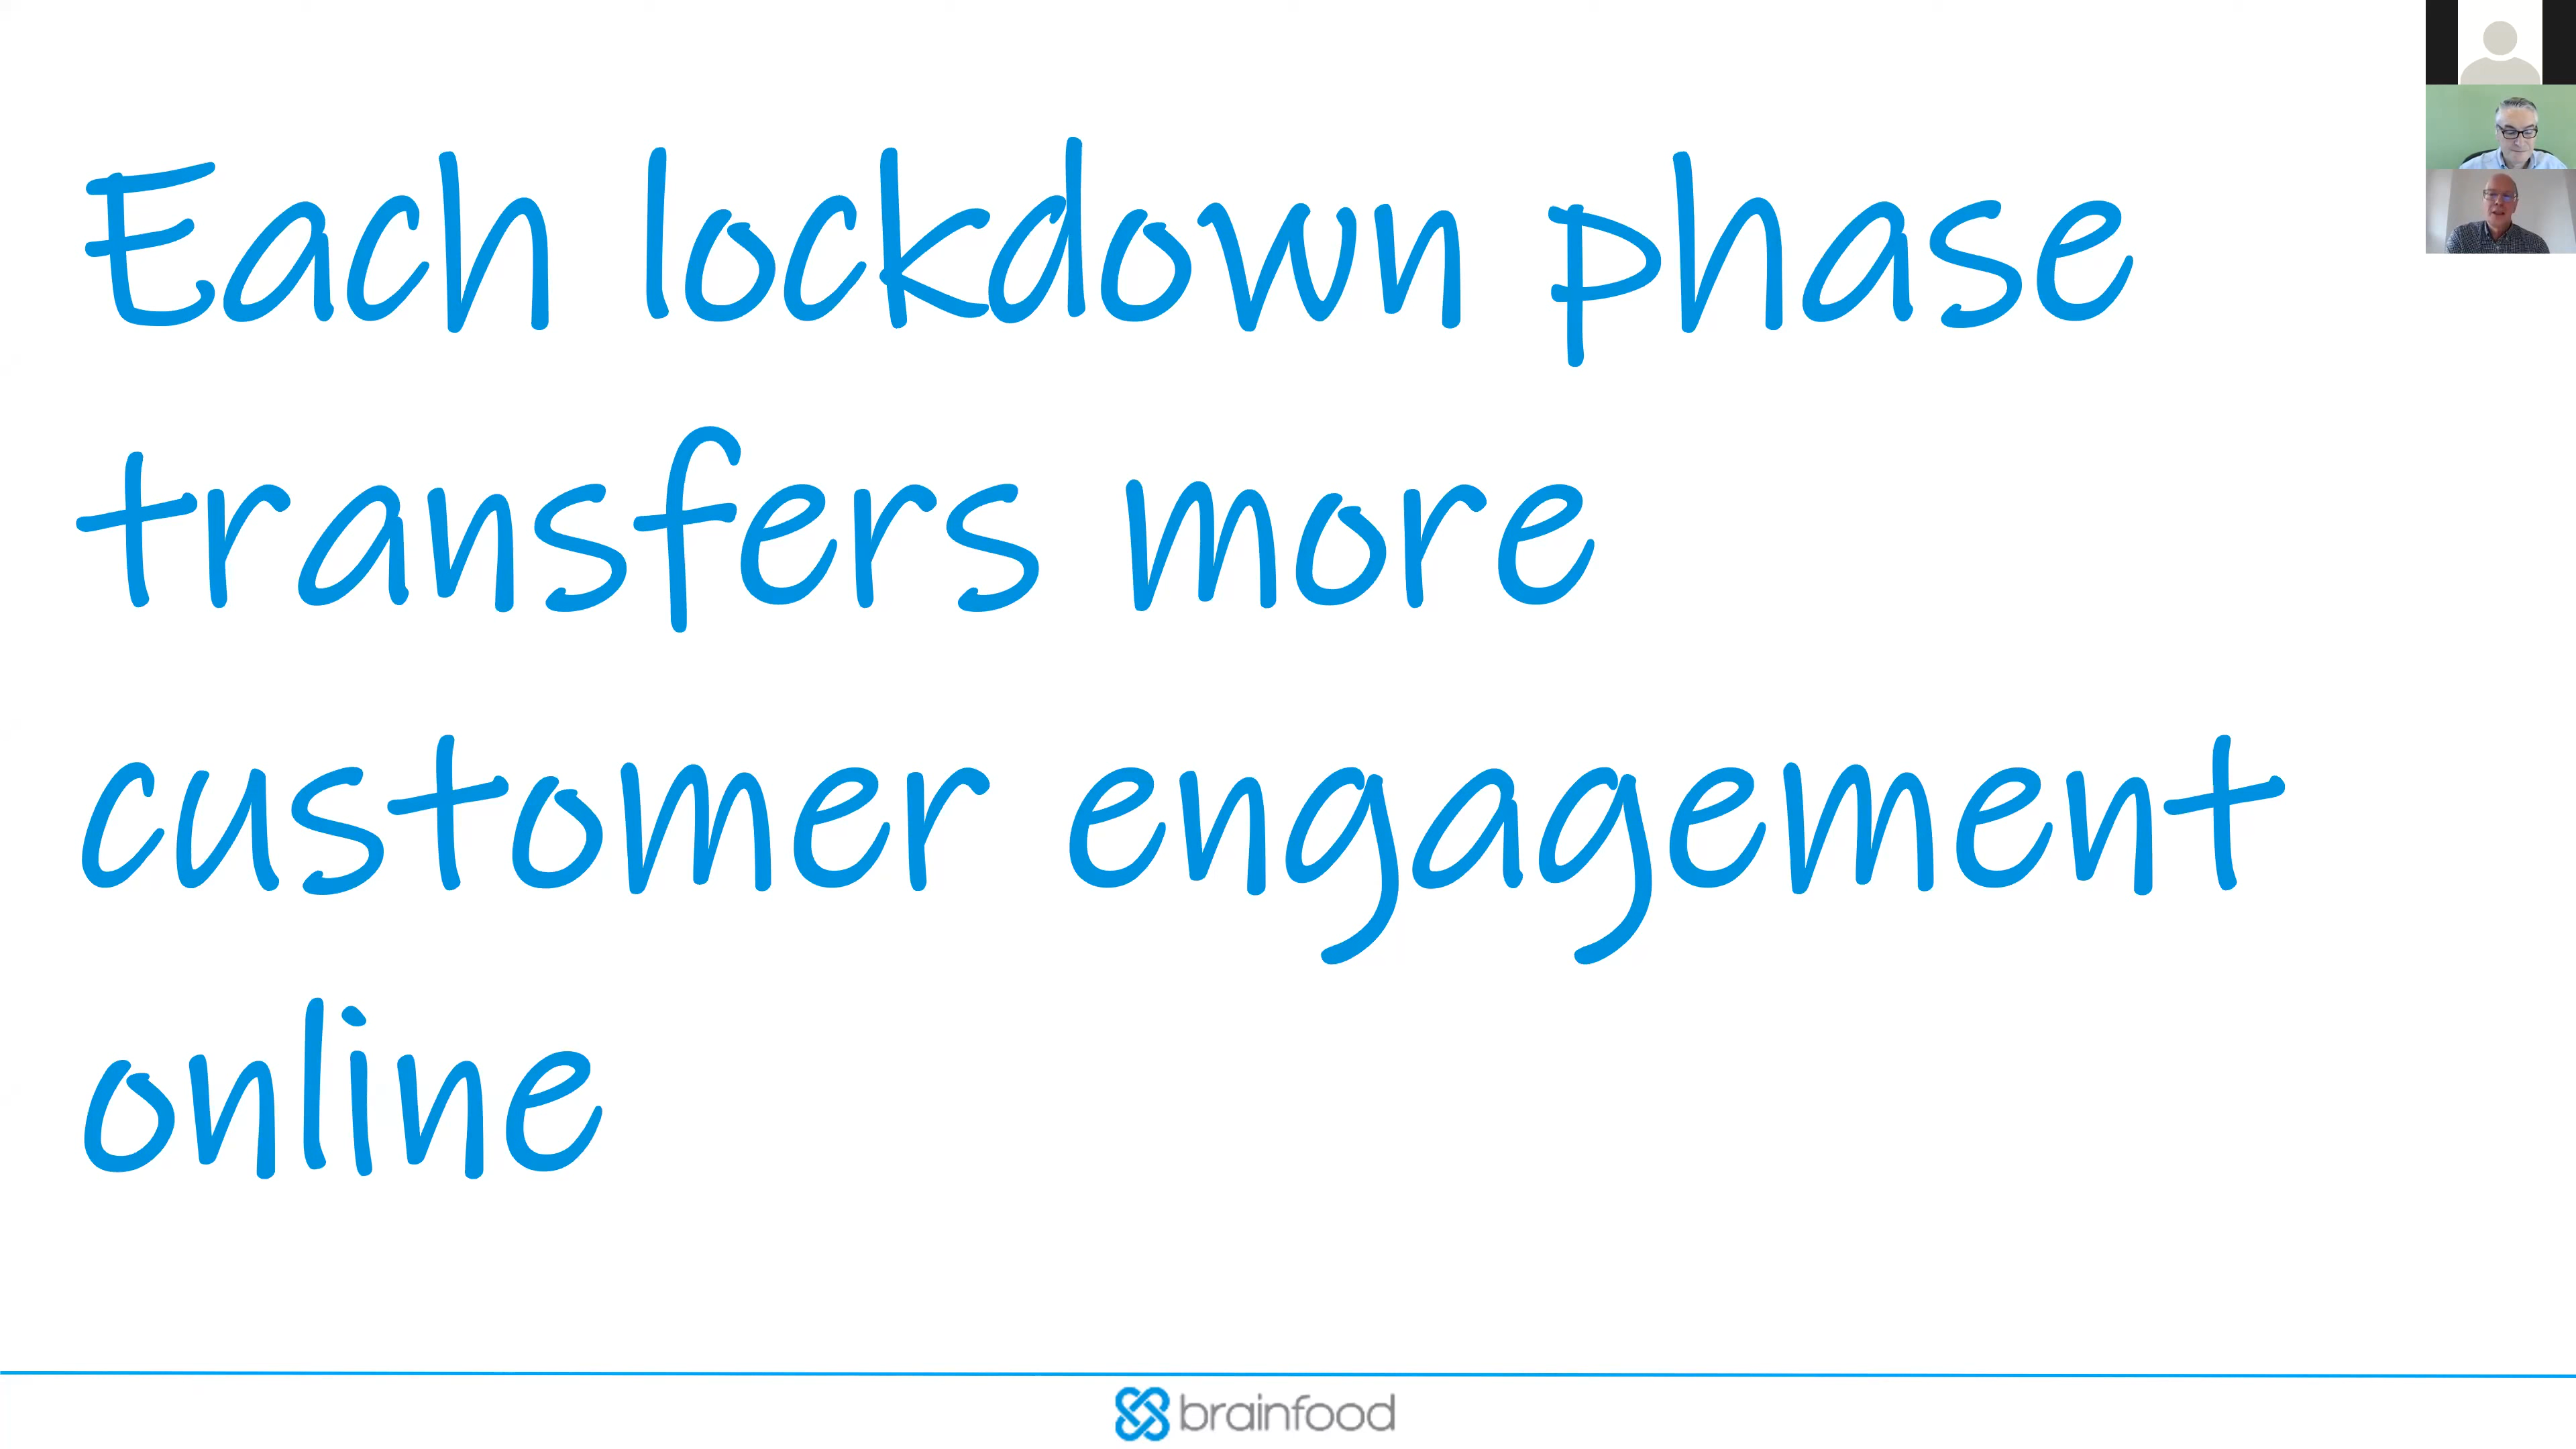 Each lockdown phase
transfers more
customer engagement
online
brainfood